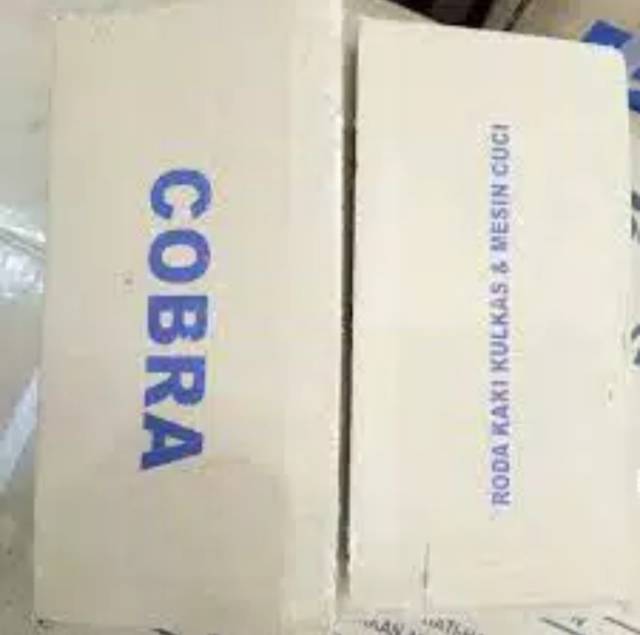 COBRA
RODA KAKI KULKAS & MESIN CUCI